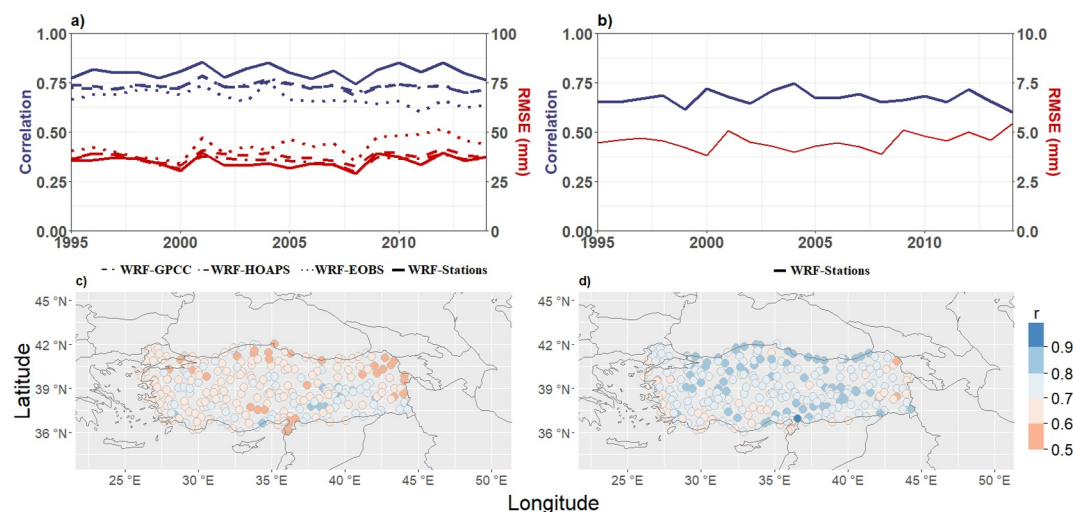 a)
b)
1.00
100
1.00
10.0
0.75
75
0.75
7.5
Correlation
0.50
50
RMSE (mm)
Correlation
0.50
5.0
RMSE (mm)
0.25
25
0.25
2.5
0.00
0
0.00
0.0
1995
2000
2005
2010
1995
2000
2005
2010
WRF-GPCC
WRF-HOAPS
WRF-EOBS
WRF-Stations
WRF-Stations
c)
d)
45 °N
42 °N
39 °N
36 °N
Latitude
45 °N
42 °N
39 °N
36 °N
r
0.9
0.8
0.7
0.6
0.5
25 °E
30 °E
35 °E
40 °E
45 °E
50 °E
25 °E
30 °E
35 °E
40 °E
45 °E
50 °E
Longitude